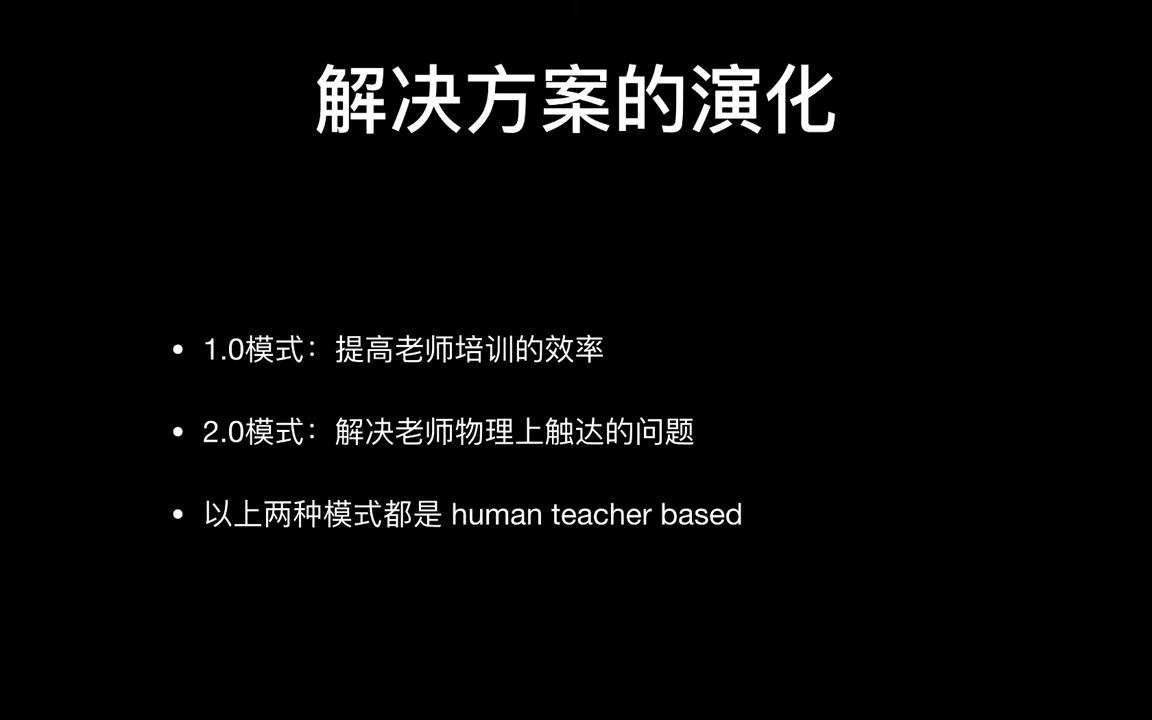 解决方案的演化
• 1.0模式：提高老师培训的效率
• 2.0模式：解决老师物理上触达的问题
• 以上两种模式都是 human teacher based